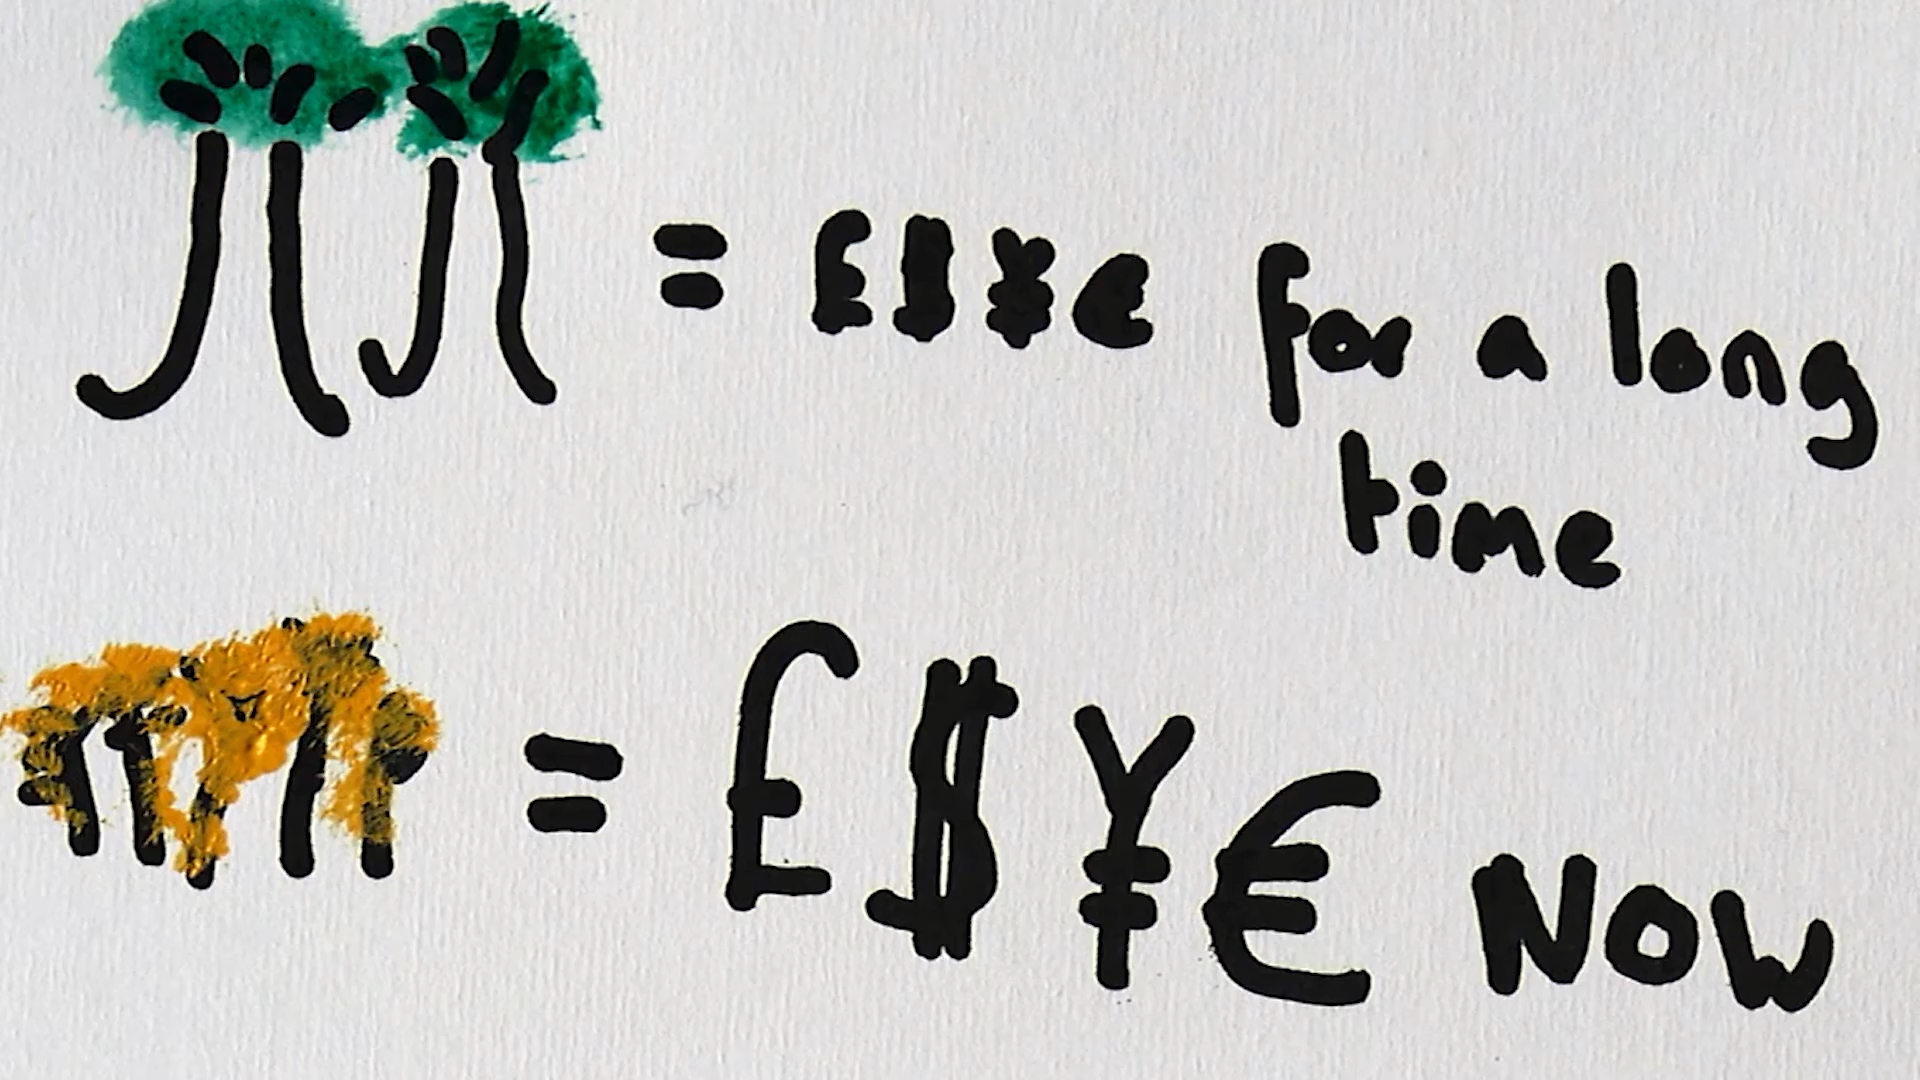 = £$¥€ for a long
time
= £$¥€ NOW